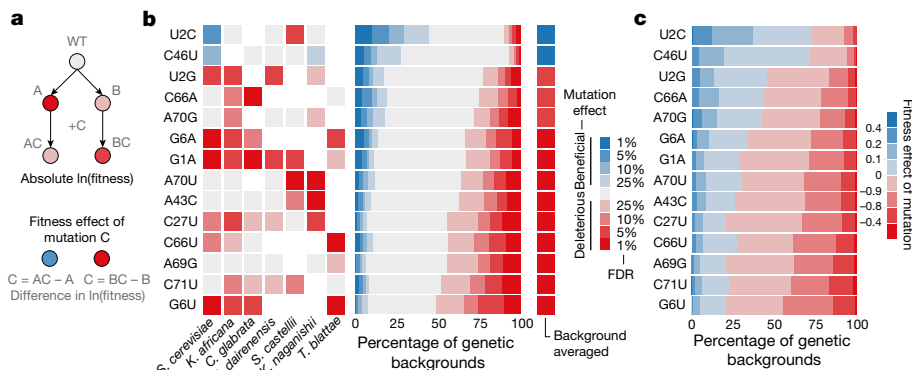 a
WT
A
B
+C
AC
BC
Absolute ln(fitness)
Fitness effect of
mutation C
C = AC – A
C = BC – B
Difference in ln(fitness)
b
U2C
C46U
U2G
C66A
A70G
G6A
G1A
A70U
A43C
C27U
C66U
A69G
C71U
G6U
S. cerevisiae
K. africana
C. glabrata
dairenensis
S. castellii
K. naganishii
T. blattae
0
25
50
75
100
Percentage of genetic
backgrounds
Mutation effect
Beneficial
Deleterious
1%
5%
10%
25%
25%
10%
5%
1%
FDR
Background
averaged
c
U2C
C46U
U2G
C66A
A70G
G6A
G1A
A70U
A43C
C27U
C66U
A69G
C71U
G6U
0
25
50
75
100
Percentage of genetic
backgrounds
0.4
0.2
0.1
0
–0.9
–0.8
–0.4
Fitness effect of mutation